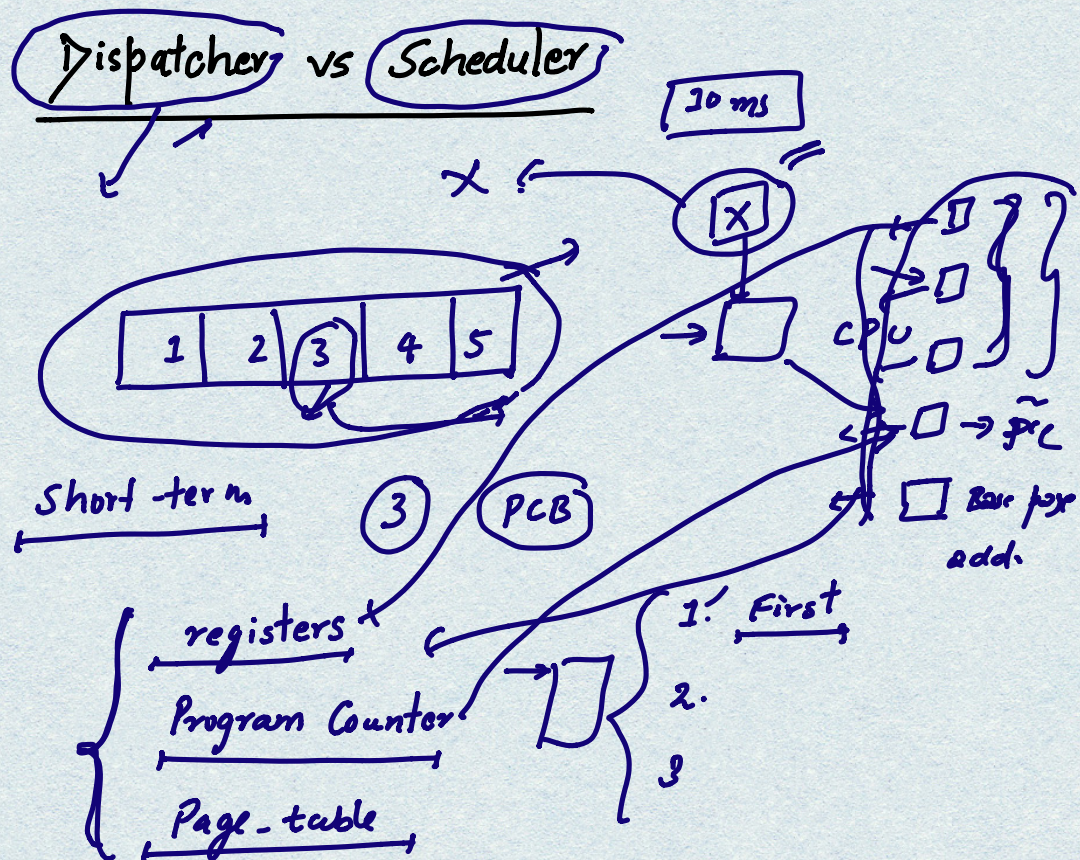 Dispatcher vs Scheduler
10 ms
X
X
1 2 3 4 5
CPU
PC
Short-term
3
PCB
Base page
add.
registers
1. First
Program Counter
2.
3
Page_table